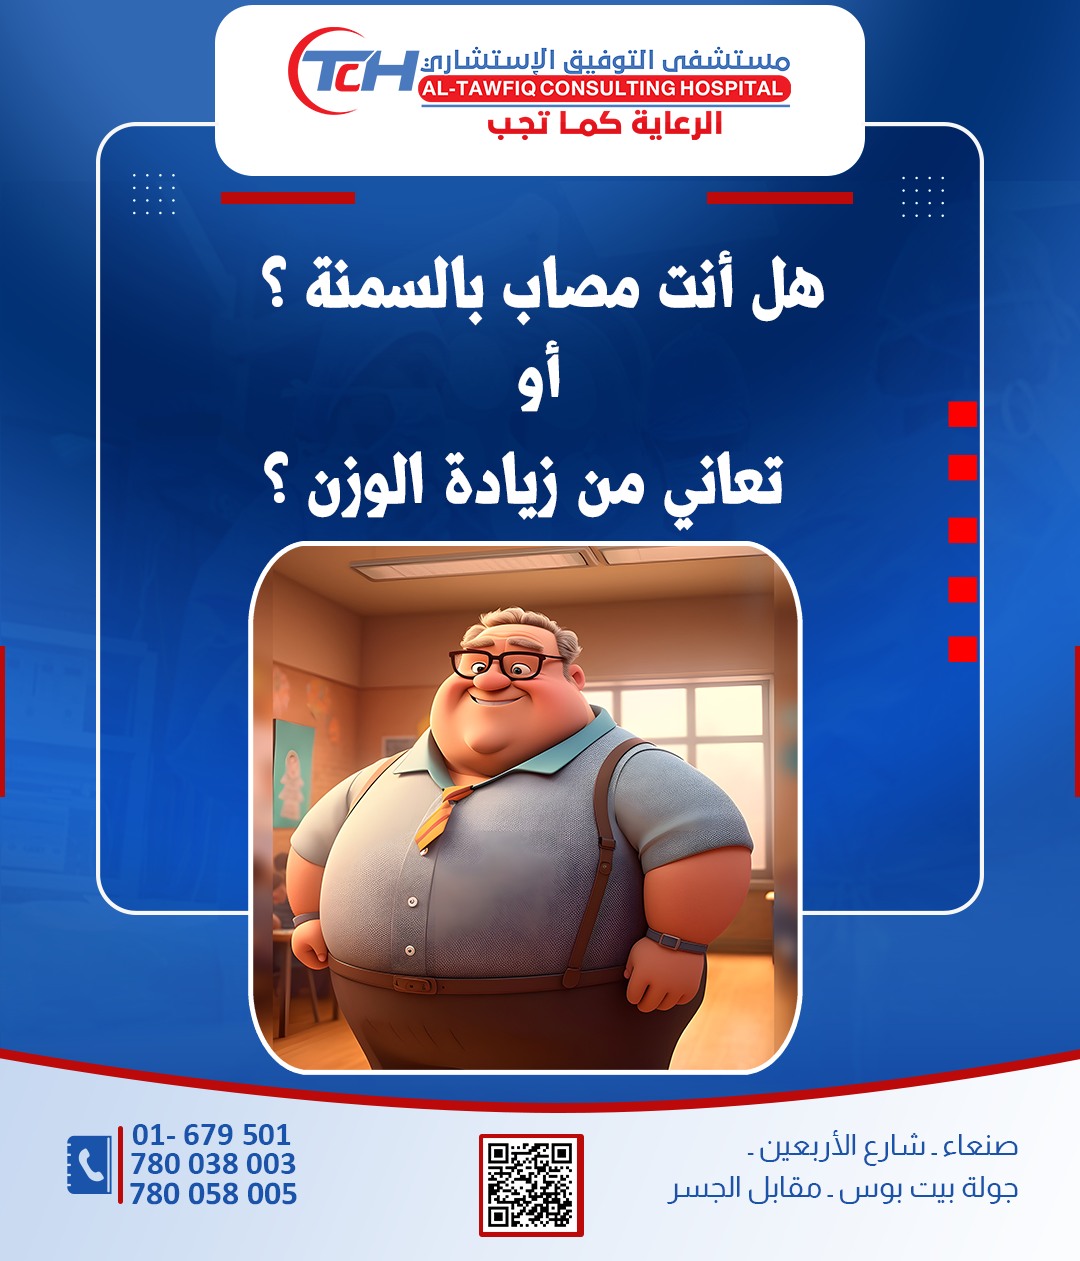 TCH
مستشفى التوفيق الإستشاري
AL-TAWFIQ CONSULTING HOSPITAL
الرعاية كما تجب
هل أنت مصاب بالسمنة ؟
أو
تعاني من زيادة الوزن ؟
صنعاء ـ شارع الأربعين ـ
جولة بيت بوس ـ مقابل الجسر
01- 679 501
780 038 003
780 058 005